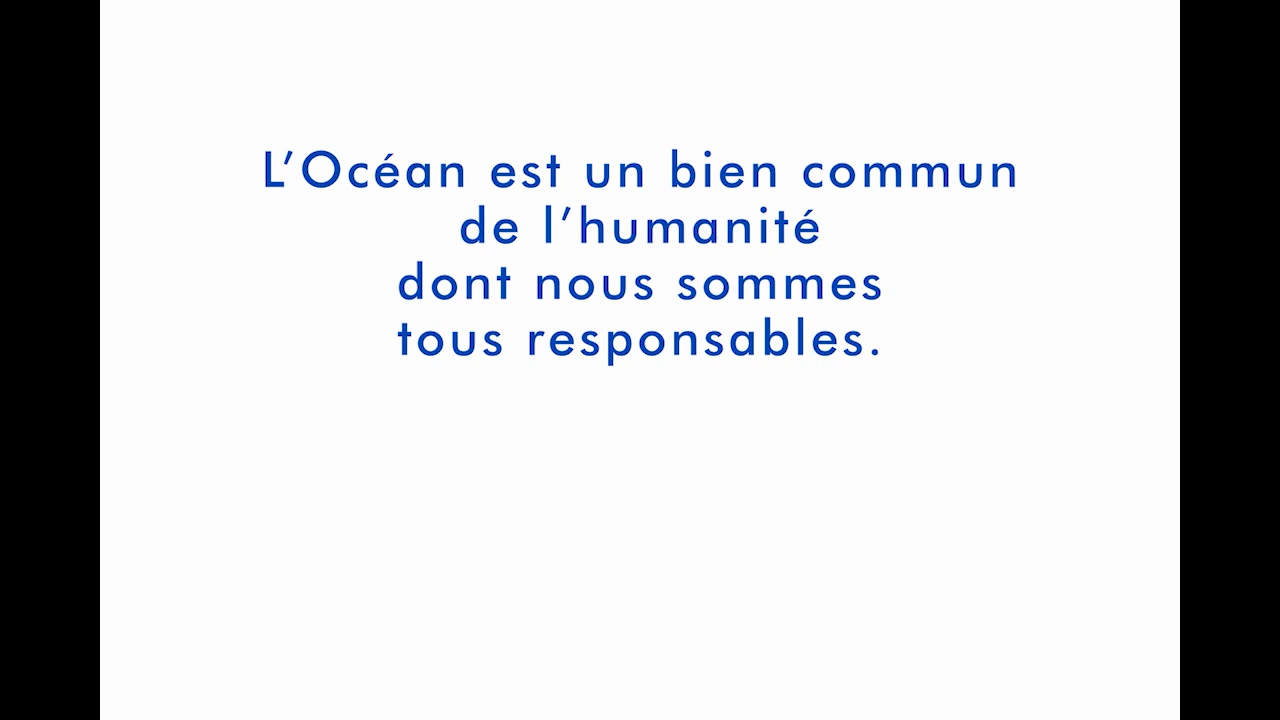 L’Océan est un bien commun
de l’humanité
dont nous sommes
tous responsables.